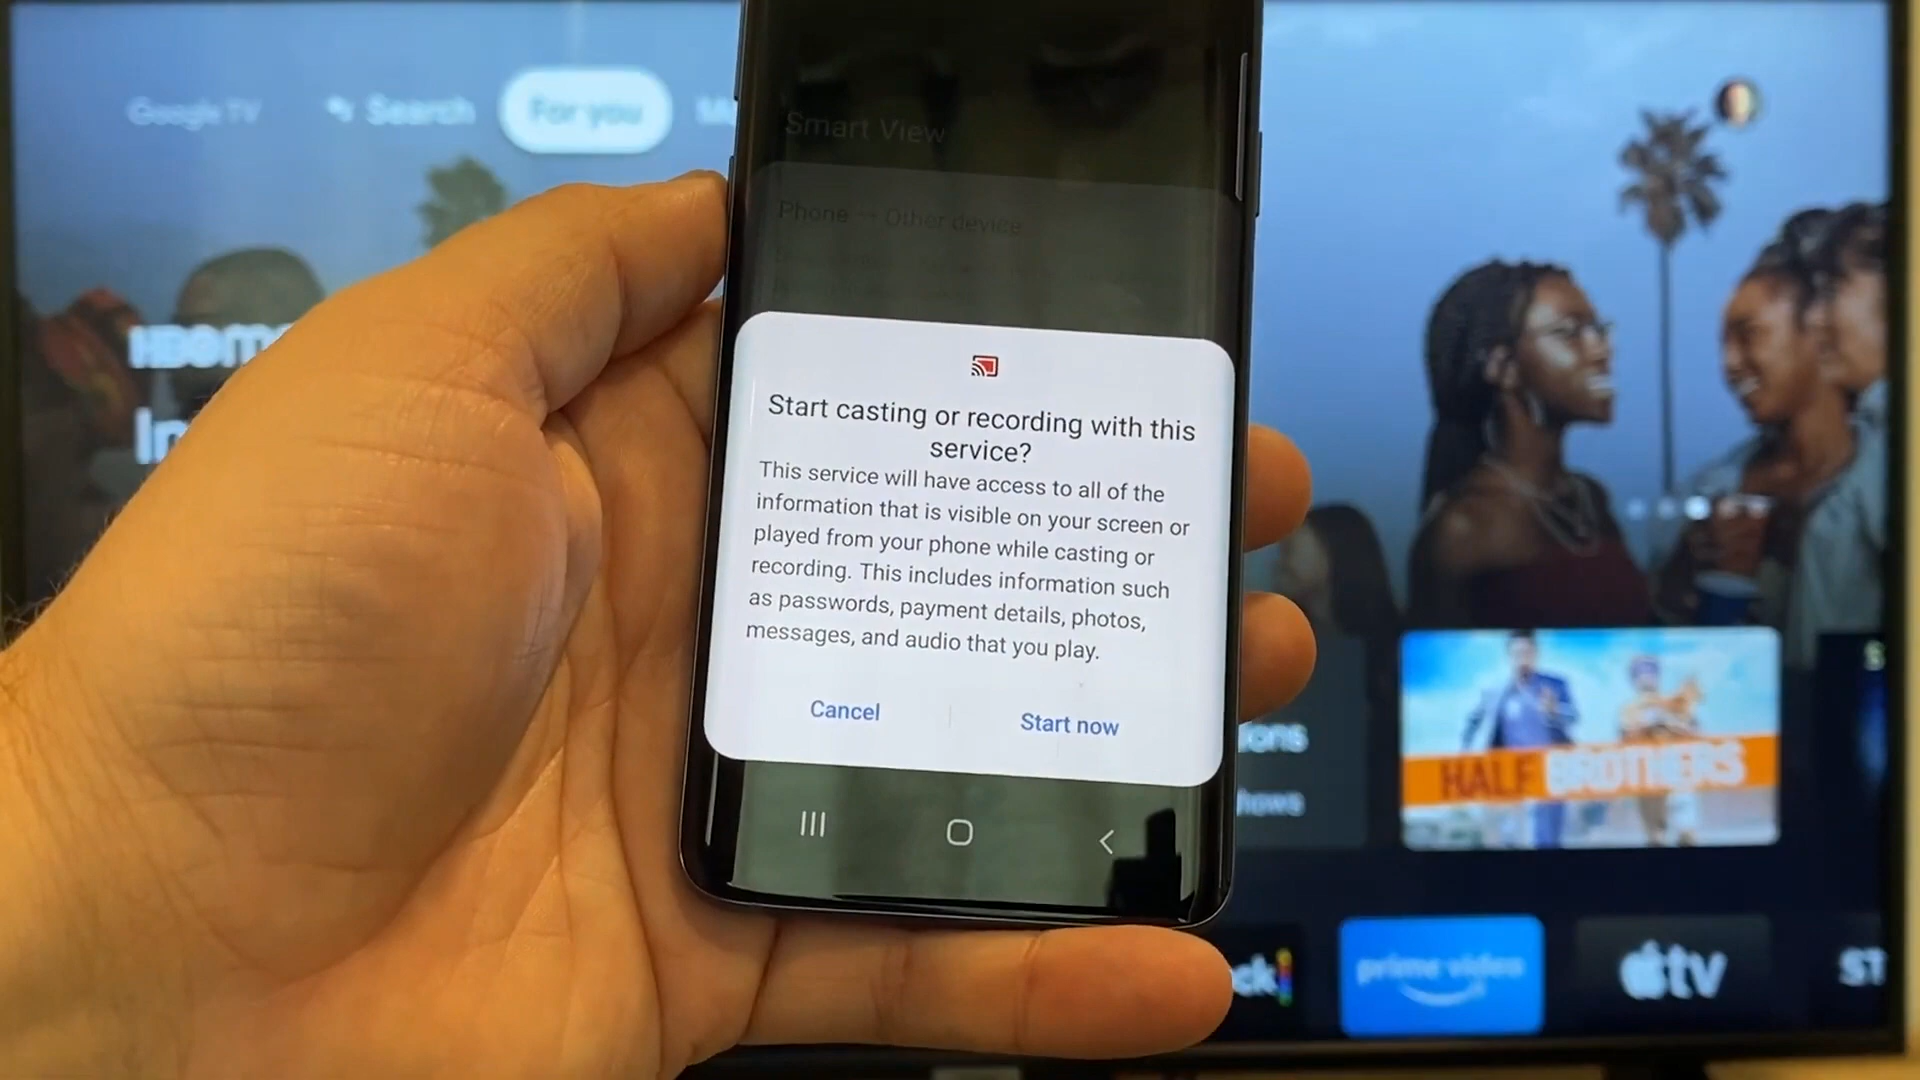 Google TV
Search
For you
Smart View
Phone
Other device
Start casting or recording with this
service?
This service will have access to all of the
information that is visible on your screen or
played from your phone while casting or
recording. This includes information such
as passwords, payment details, photos,
messages, and audio that you play.
Cancel
Start now
HALF BROTHERS
prime video
tv